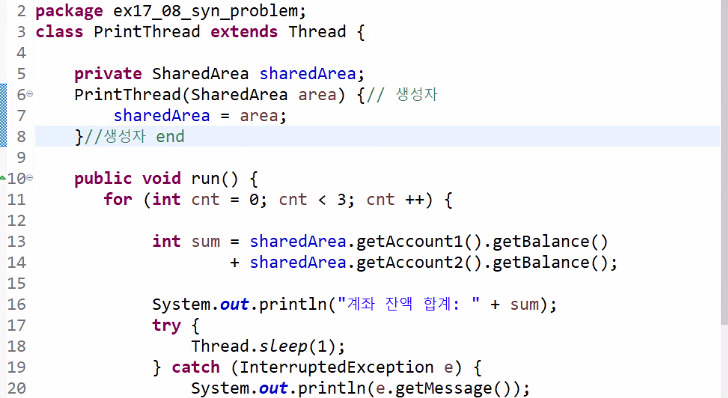 2 package ex17_08_syn_problem;
3 class PrintThread extends Thread {
4
5     private SharedArea sharedArea;
6     PrintThread(SharedArea area) {// 생성자
7         sharedArea = area;
8     }//생성자 end
9
10     public void run() {
11        for (int cnt = 0; cnt < 3; cnt ++) {
12
13             int sum = sharedArea.getAccount1().getBalance()
14                     + sharedArea.getAccount2().getBalance();
15
16             System.out.println("계좌 잔액 합계: " + sum);
17             try {
18                 Thread.sleep(1);
19             } catch (InterruptedException e) {
20                 System.out.println(e.getMessage());